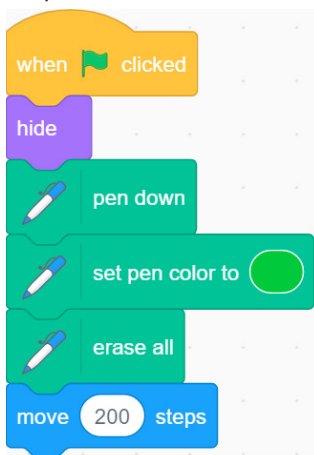 when clicked
hide
pen down
set pen color to
erase all
move 200 steps